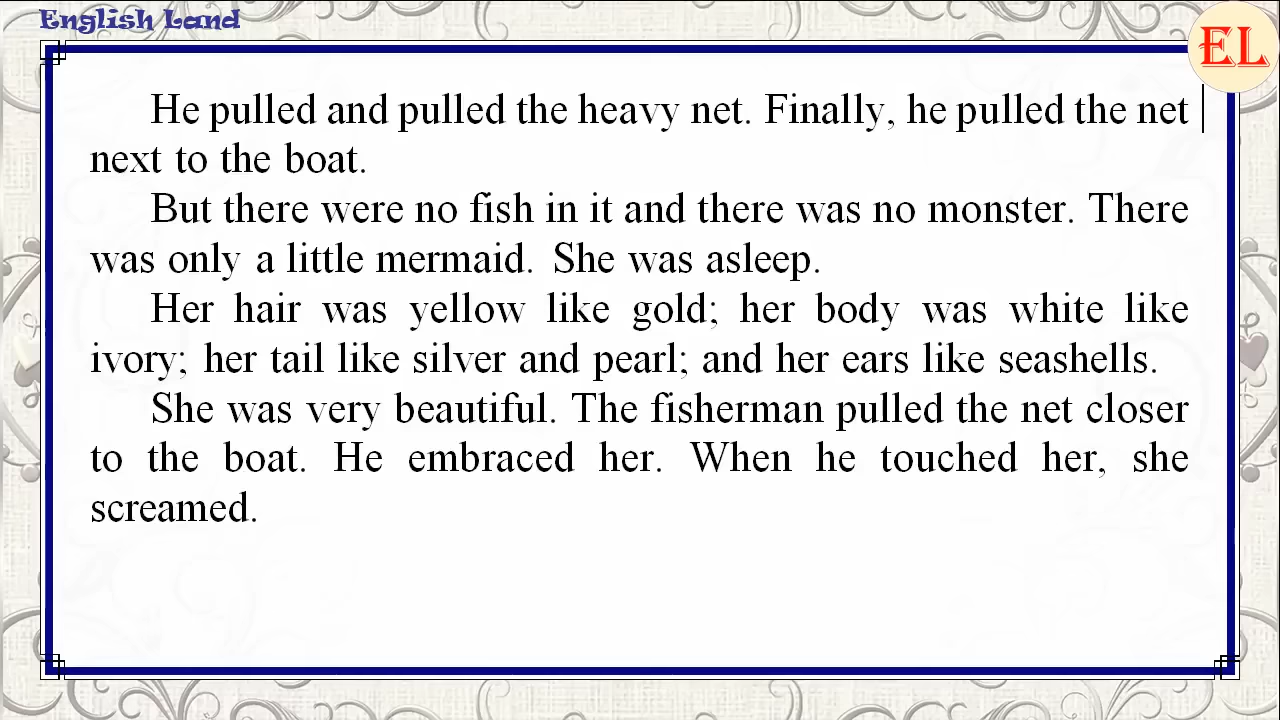 English Land
EL
He pulled and pulled the heavy net. Finally, he pulled the net
next to the boat.
But there were no fish in it and there was no monster. There
was only a little mermaid. She was asleep.
Her hair was yellow like gold; her body was white like
ivory; her tail like silver and pearl; and her ears like seashells.
She was very beautiful. The fisherman pulled the net closer
to the boat. He embraced her. When he touched her, she
screamed.